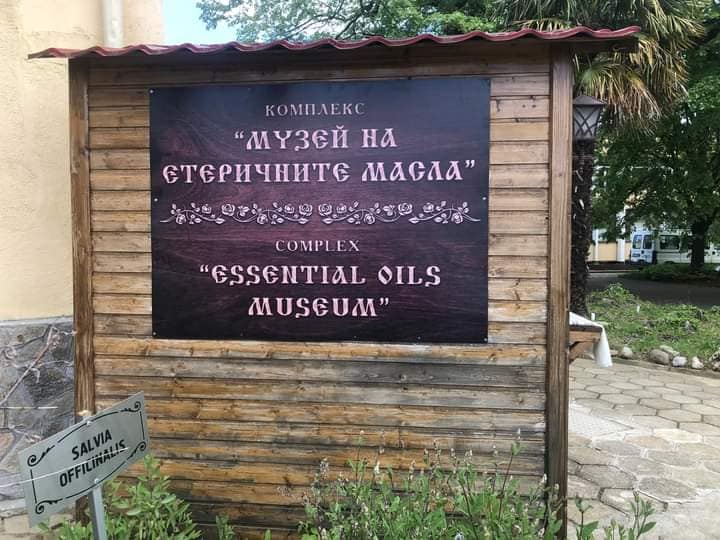 КОМПЛЕКС
“МУЗЕЙ НА
ЕТЕРИЧНИТЕ МАСЛА”
COMPLEX
“ESSENTIAL OILS
MUSEUM”
SALVIA
OFFICINALIS